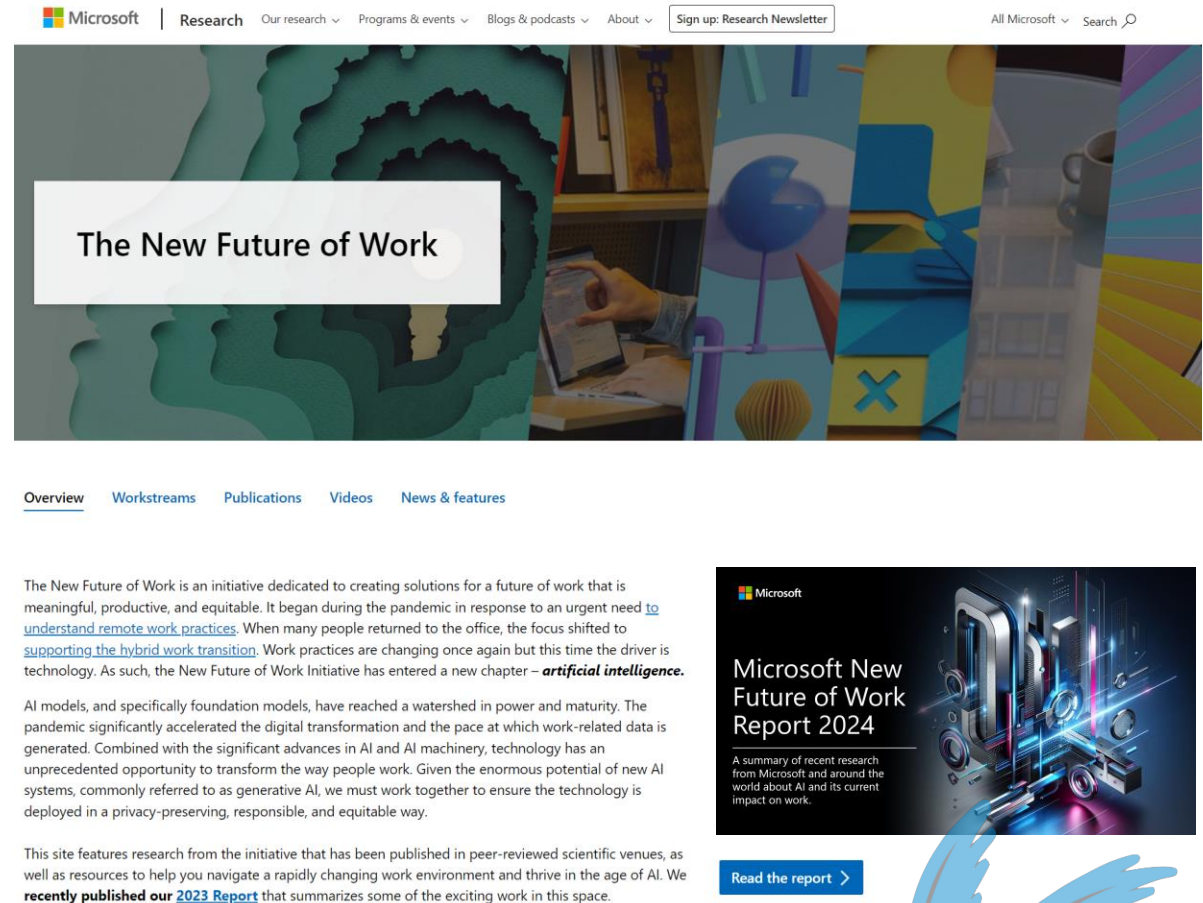 Microsoft | Research Our research Programs & events Blogs & podcasts About Sign up: Research Newsletter All Microsoft Search
The New Future of Work
Overview Workstreams Publications Videos News & features
The New Future of Work is an initiative dedicated to creating solutions for a future of work that is
meaningful, productive, and equitable. It began during the pandemic in response to an urgent need to
understand remote work practices. When many people returned to the office, the focus shifted to
supporting the hybrid work transition. Work practices are changing once again but this time the driver is
technology. As such, the New Future of Work Initiative has entered a new chapter – artificial intelligence.
AI models, and specifically foundation models, have reached a watershed in power and maturity. The
pandemic significantly accelerated the digital transformation and the pace at which work-related data is
generated. Combined with the significant advances in AI and AI machinery, technology has an
unprecedented opportunity to transform the way people work. Given the enormous potential of new AI
systems, commonly referred to as generative AI, we must work together to ensure the technology is
deployed in a privacy-preserving, responsible, and equitable way.
This site features research from the initiative that has been published in peer-reviewed scientific venues, as
well as resources to help you navigate a rapidly changing work environment and thrive in the age of AI. We
recently published our 2023 Report that summarizes some of the exciting work in this space.
Microsoft
Microsoft New
Future of Work
Report 2024
A summary of recent research
from Microsoft and around the
world about AI and its current
impact on work.
Read the report